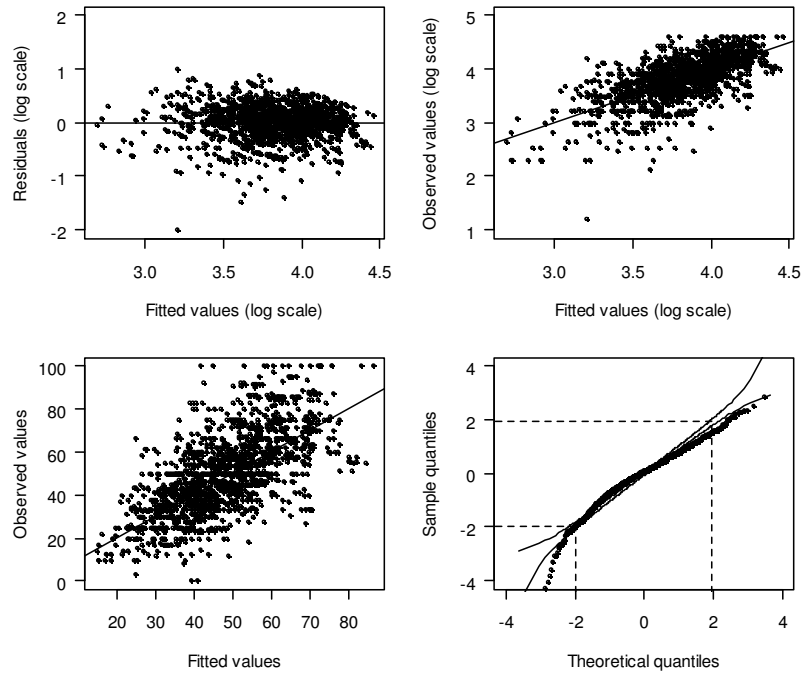 2
1
0
-1
-2
Residuals (log scale)
3.0 3.5 4.0 4.5
Fitted values (log scale)
5
4
3
2
1
Observed values (log scale)
3.0 3.5 4.0 4.5
Fitted values (log scale)
100
80
60
40
20
0
Observed values
20 30 40 50 60 70 80
Fitted values
4
2
0
-2
-4
Sample quantiles
-4 -2 0 2 4
Theoretical quantiles